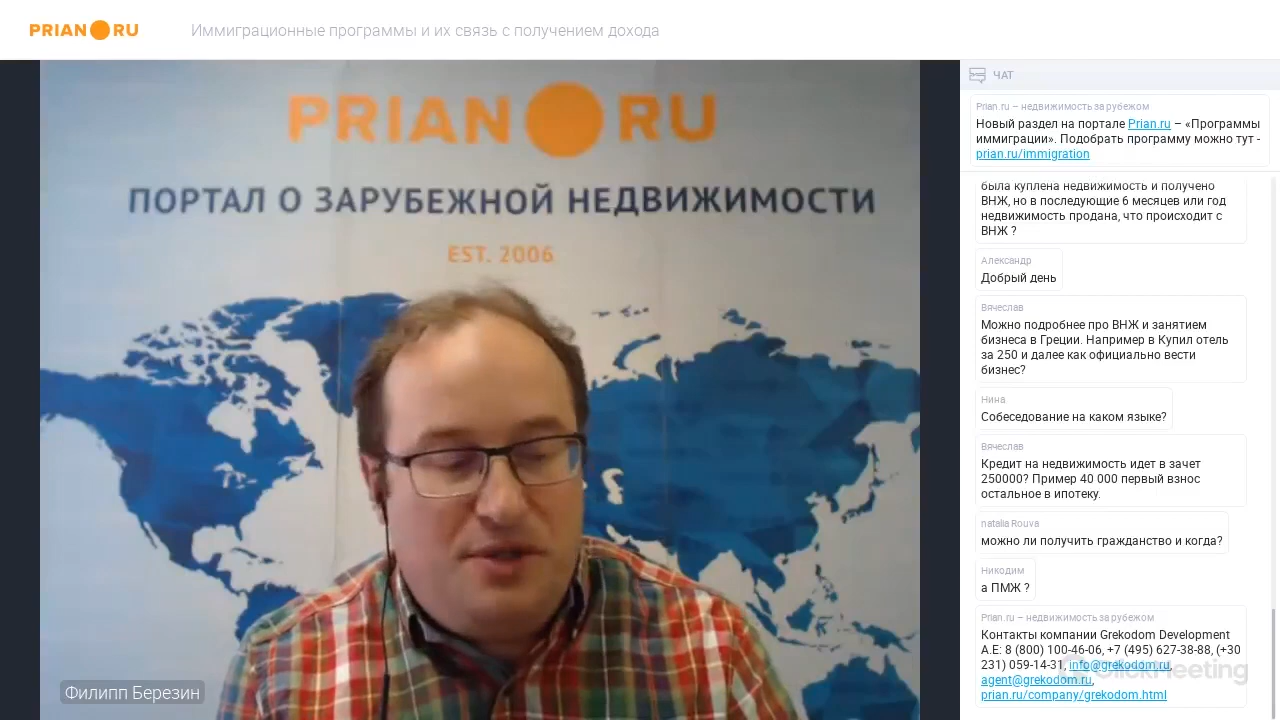 PRIAN RU
Иммиграционные программы и их связь с получением дохода
PRIAN RU
ПОРТАЛ О ЗАРУБЕЖНОЙ НЕДВИЖИМОСТИ
EST. 2006
Филипп Березин
ЧАТ
Prian.ru – недвижимость за рубежом
Новый раздел на портале Prian.ru – «Программы
иммиграции». Подобрать программу можно тут -
prian.ru/immigration
была куплена недвижимость и получено
ВНЖ, но в последующие 6 месяцев или год
недвижимость продана, что происходит с
ВНЖ ?
Александр
Добрый день
Вячеслав
Можно подробнее про ВНЖ и занятием
бизнеса в Греции. Например в Купил отель
за 250 и далее как официально вести
бизнес?
Нина
Собеседование на каком языке?
Вячеслав
Кредит на недвижимость идет в зачет
250000? Пример 40 000 первый взнос
остальное в ипотеку.
natalia Rouva
можно ли получить гражданство и когда?
Никодим
а ПМЖ ?
Prian.ru – недвижимость за рубежом
Контакты компании Grekodom Development
A.E: 8 (800) 100-46-06, +7 (495) 627-38-88, (+30
231) 059-14-31, info@grekodom.ru,
agent@grekodom.ru,
prian.ru/company/grekodom.html
ClickMeeting